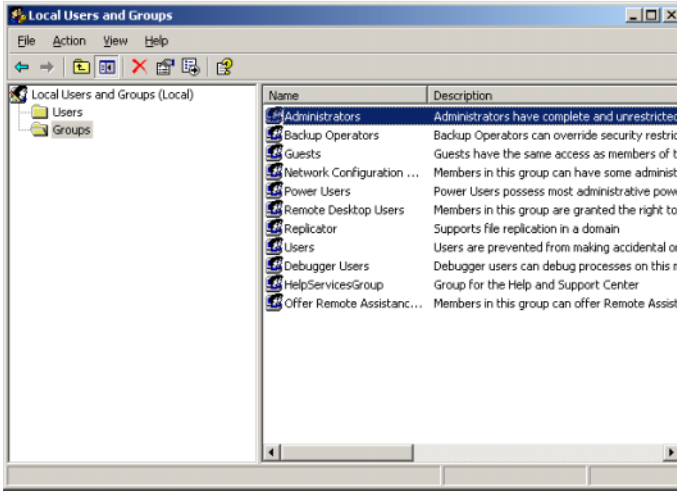 Local Users and Groups
File Action View Help
Local Users and Groups (Local)
Users
Groups
Name Description
Administrators Administrators have complete and unrestricted
Backup Operators Backup Operators can override security restric
Guests Guests have the same access as members of t
Network Configuration ... Members in this group can have some administ
Power Users Power Users possess most administrative pow
Remote Desktop Users Members in this group are granted the right to
Replicator Supports file replication in a domain
Users Users are prevented from making accidental or
Debugger Users Debugger users can debug processes on this m
HelpServicesGroup Group for the Help and Support Center
Offer Remote Assistanc... Members in this group can offer Remote Assist